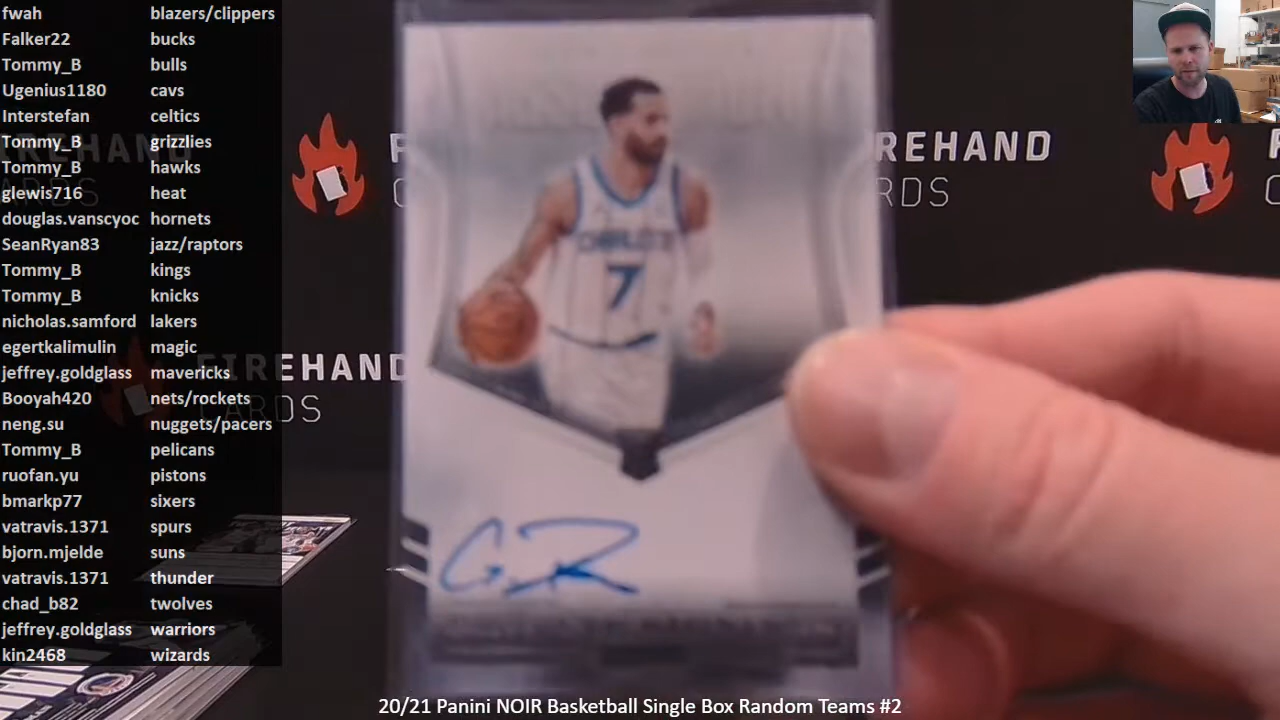 fwah blazers/clippers
Falker22 bucks
Tommy_B bulls
Ugenius1180 cavs
Interstefan celtics
Tommy_B grizzlies
Tommy_B hawks
glewis716 heat
douglas.vanscyoc hornets
SeanRyan83 jazz/raptors
Tommy_B kings
Tommy_B knicks
nicholas.samford lakers
egertkalimulin magic
jeffrey.goldglass mavericks
Booyah420 nets/rockets
neng.su nuggets/pacers
Tommy_B pelicans
ruofan.yu pistons
bmarkp77 sixers
vatravis.1371 spurs
bjorn.mjelde suns
vatravis.1371 thunder
chad_b82 twolves
jeffrey.goldglass warriors
kin2468 wizards
FIREHAND
CARDS
REHAND
RDS
FIREHAND
CARDS
7
20/21 Panini NOIR Basketball Single Box Random Teams #2